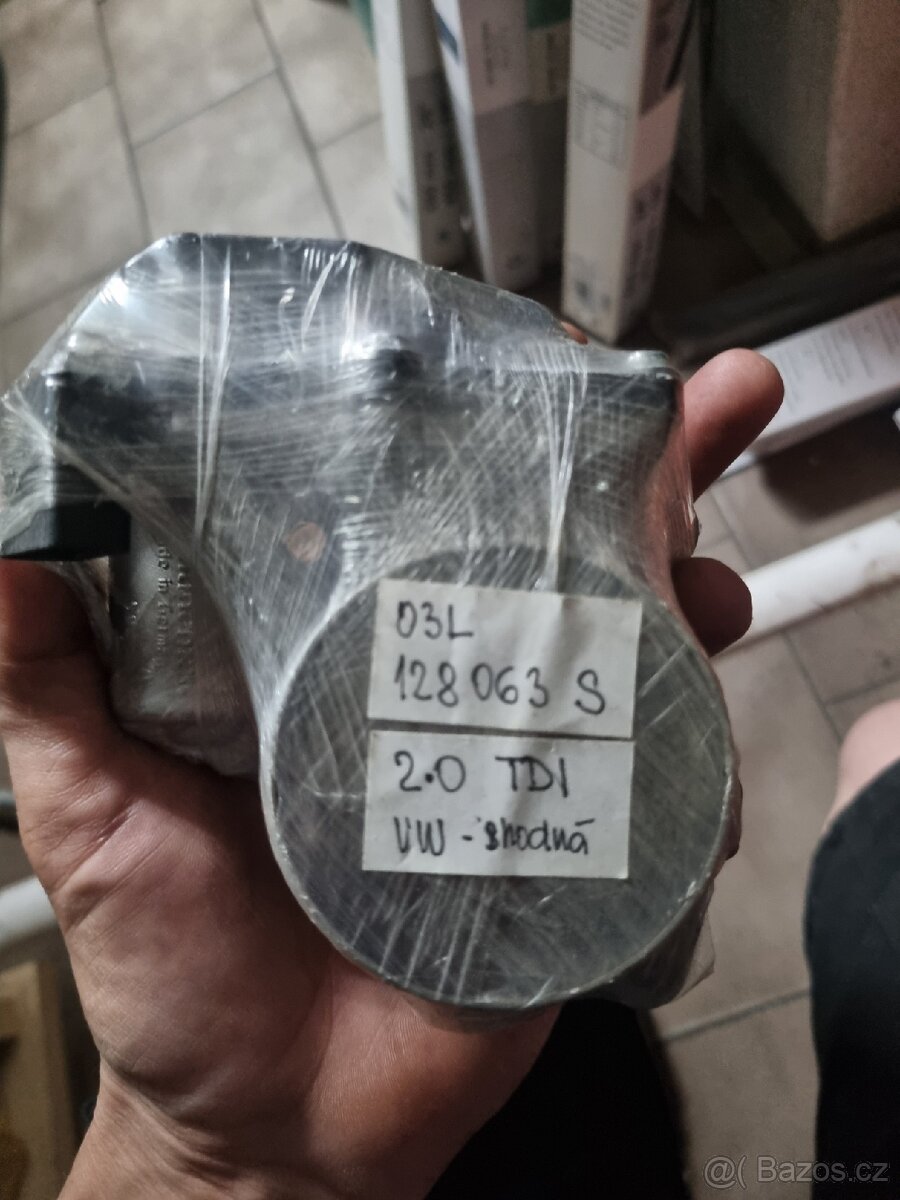 03L
128 063 S
2.0 TDI
VW - shodná
@( Bazos.cz